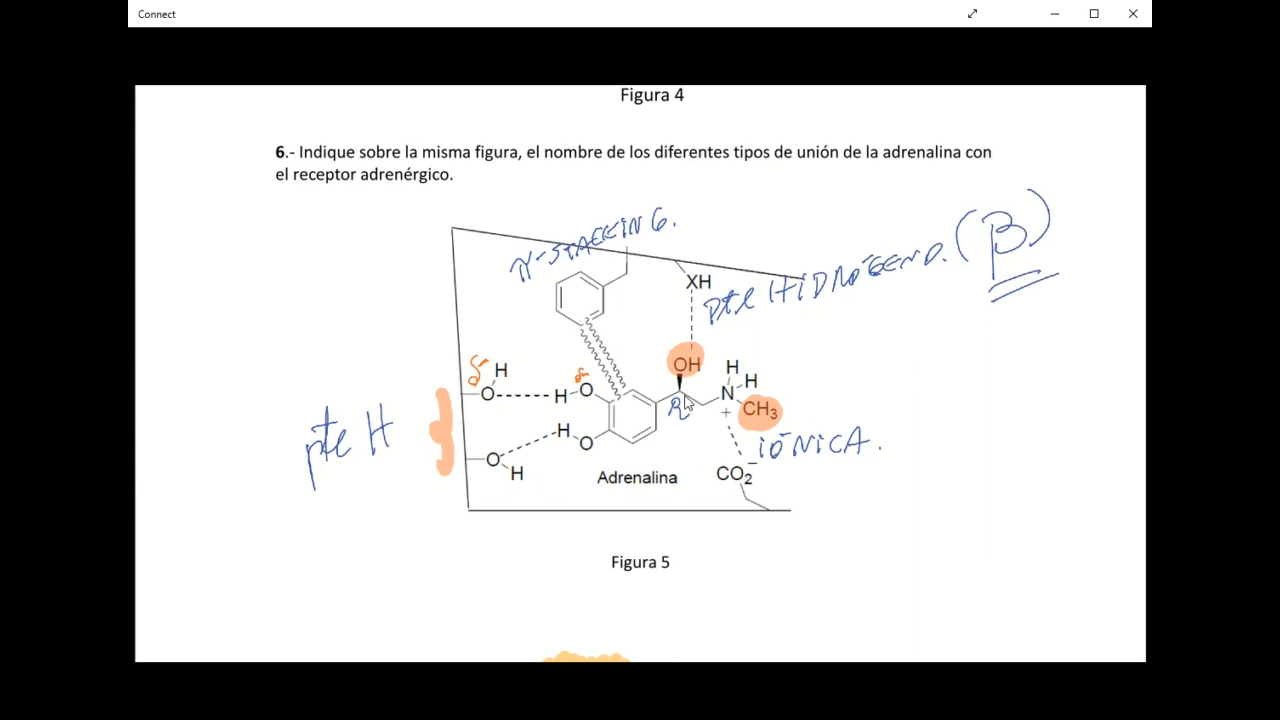 Connect
Figura 4
6.- Indique sobre la misma figura, el nombre de los diferentes tipos de unión de la adrenalina con
el receptor adrenérgico.
π-STACKING.
XH
pte HIDRÓGENO. (β)
OH
H
H
N
+
CH3
R
δ-
H
O
H
O
δ-
pte H
H
O
O
H
IÓNICA.
Adrenalina
CO2-
Figura 5